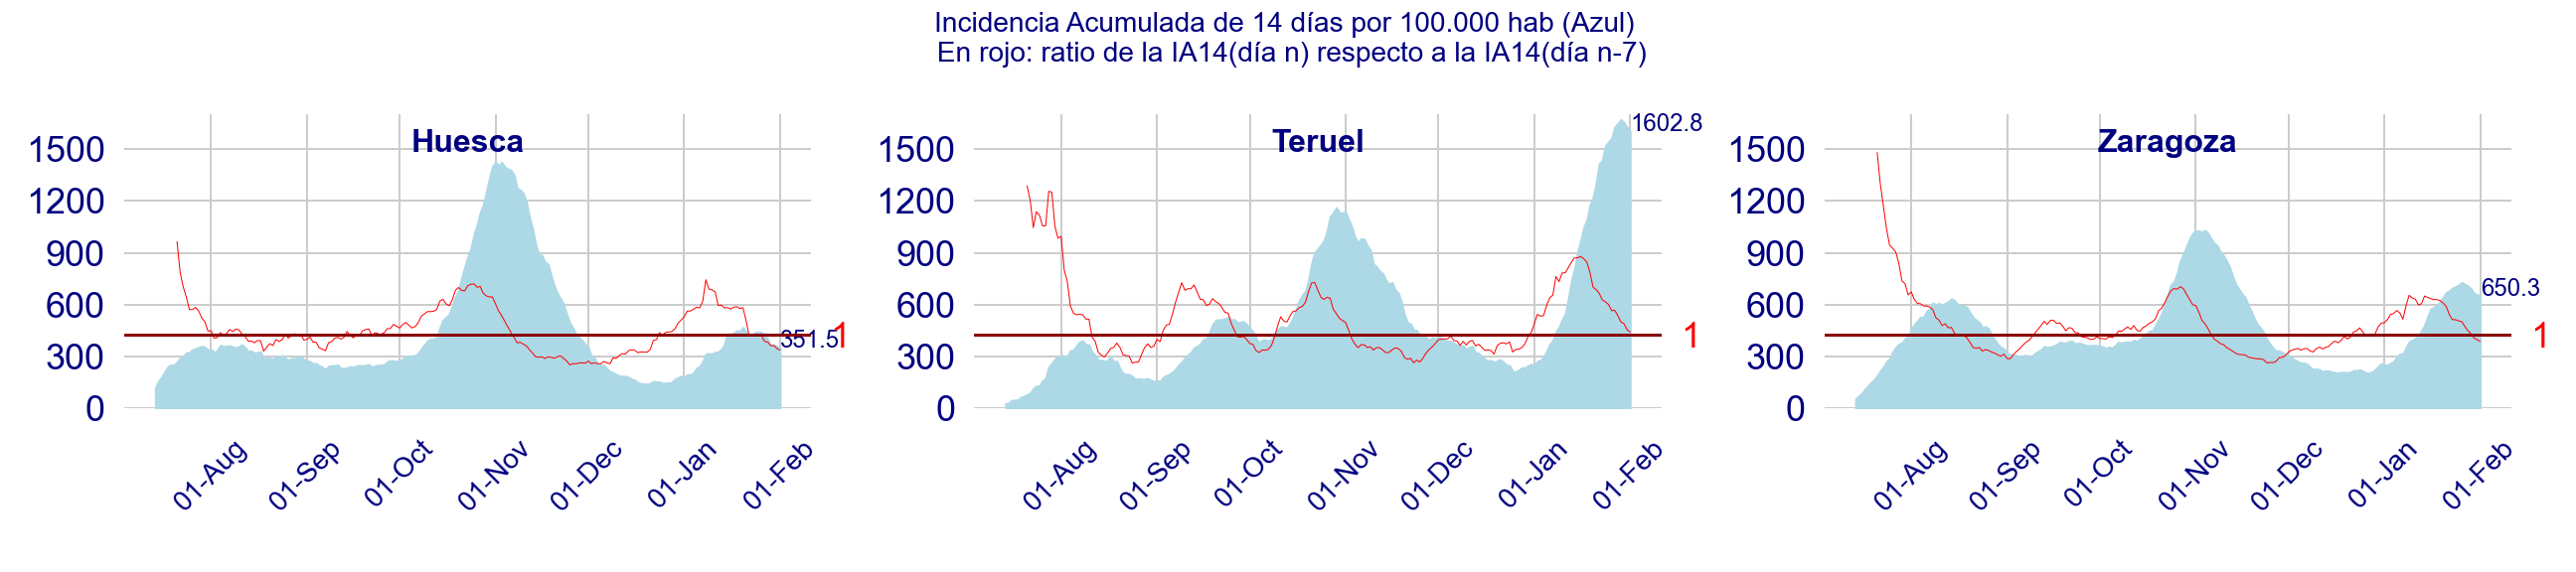 Incidencia Acumulada de 14 días por 100.000 hab (Azul)
En rojo: ratio de la IA14(día n) respecto a la IA14(día n-7)
Huesca
1500
1200
900
600
300
0
351.5
1
01-Aug
01-Sep
01-Oct
01-Nov
01-Dec
01-Jan
01-Feb
Teruel
1500
1200
900
600
300
0
1602.8
1
01-Aug
01-Sep
01-Oct
01-Nov
01-Dec
01-Jan
01-Feb
Zaragoza
1500
1200
900
600
300
0
650.3
1
01-Aug
01-Sep
01-Oct
01-Nov
01-Dec
01-Jan
01-Feb